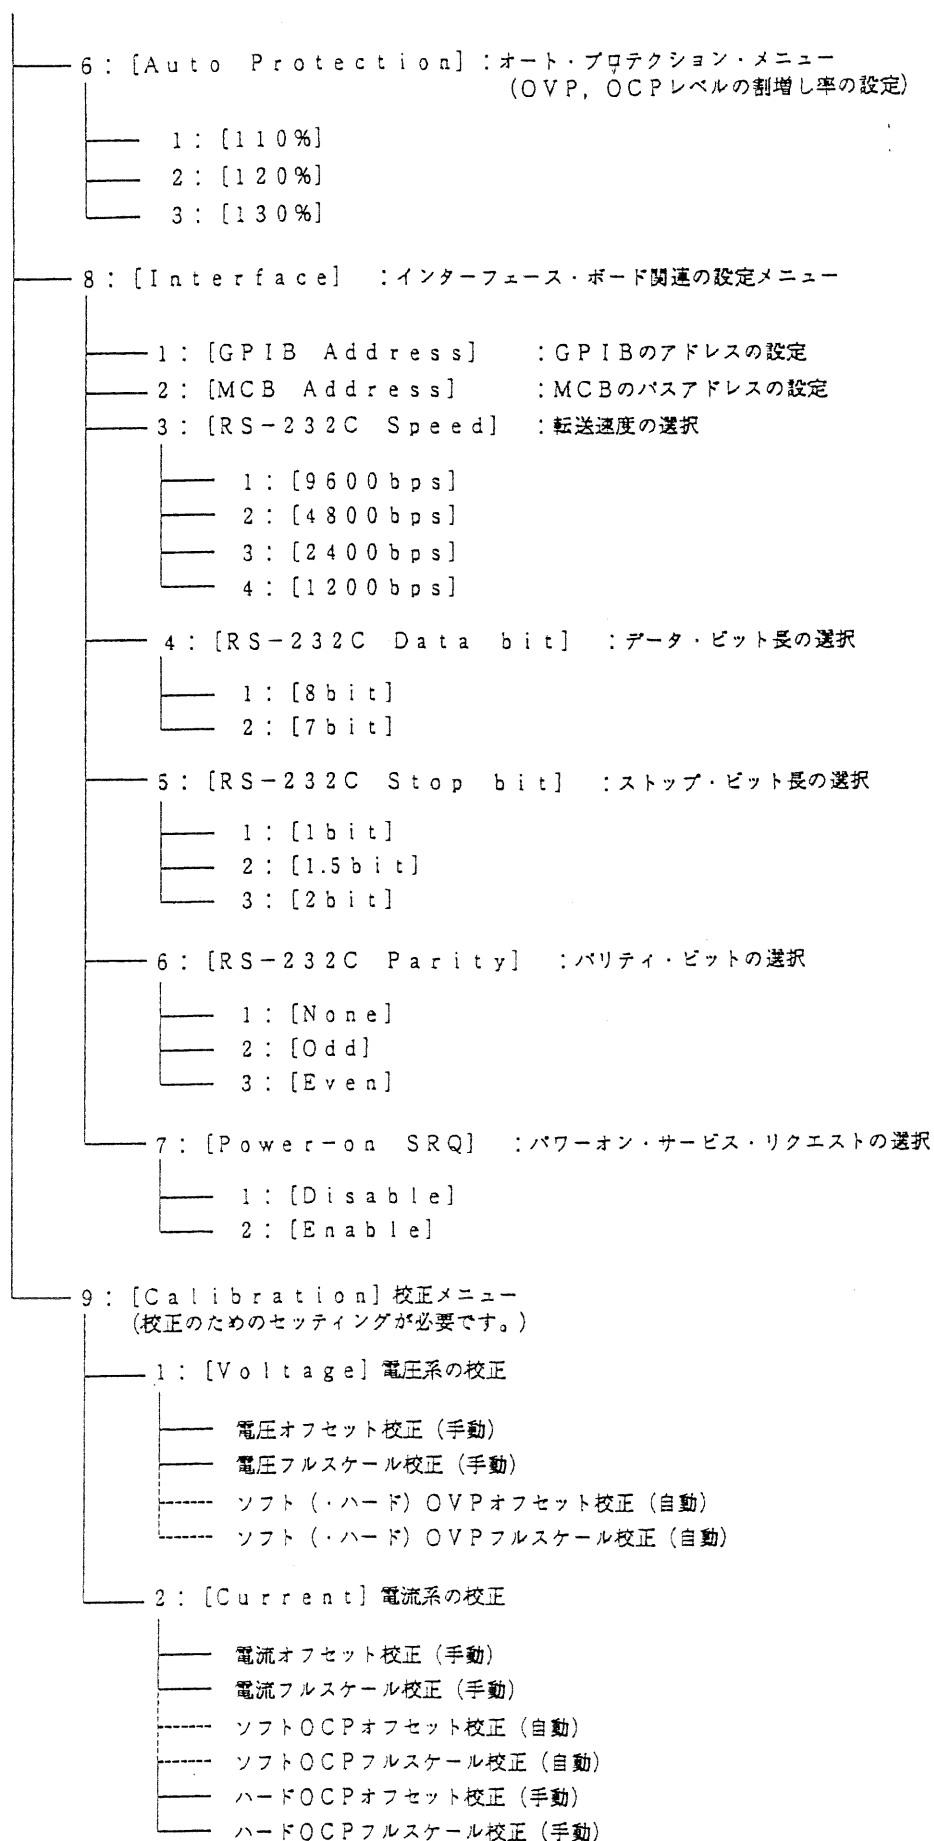 6：[Auto Protection]：オート・プロテクション・メニュー
(OVP, OCPレベルの割増し率の設定)
1：[110%]
2：[120%]
3：[130%]
8：[Interface] ：インターフェース・ボード関連の設定メニュー
1：[GPIB Address] ：GPIBのアドレスの設定
2：[MCB Address] ：MCBのバスアドレスの設定
3：[RS-232C Speed] ：転送速度の選択
1：[9600bps]
2：[4800bps]
3：[2400bps]
4：[1200bps]
4：[RS-232C Data bit] ：データ・ビット長の選択
1：[8bit]
2：[7bit]
5：[RS-232C Stop bit] ：ストップ・ビット長の選択
1：[1bit]
2：[1.5bit]
3：[2bit]
6：[RS-232C Parity] ：パリティ・ビットの選択
1：[None]
2：[Odd]
3：[Even]
7：[Power-on SRQ] ：パワーオン・サービス・リクエストの選択
1：[Disable]
2：[Enable]
9：[Calibration] 校正メニュー
(校正のためのセッティングが必要です。)
1：[Voltage] 電圧系の校正
電圧オフセット校正 (手動)
電圧フルスケール校正 (手動)
ソフト (・ハード) OVPオフセット校正 (自動)
ソフト (・ハード) OVPフルスケール校正 (自動)
2：[Current] 電流系の校正
電流オフセット校正 (手動)
電流フルスケール校正 (手動)
ソフトOCPオフセット校正 (自動)
ソフトOCPフルスケール校正 (自動)
ハードOCPオフセット校正 (手動)
ハードOCPフルスケール校正 (手動)